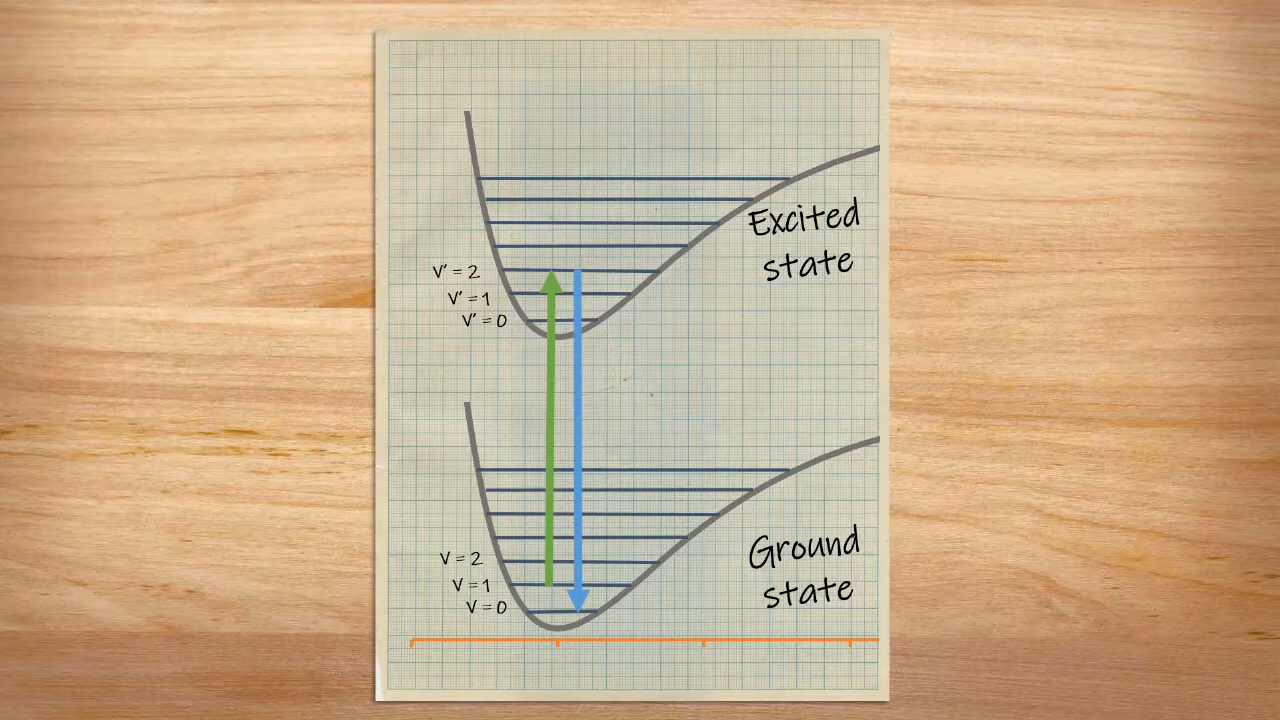 Excited
state
V' = 2
V' = 1
V' = 0
Ground
state
V = 2
V = 1
V = 0